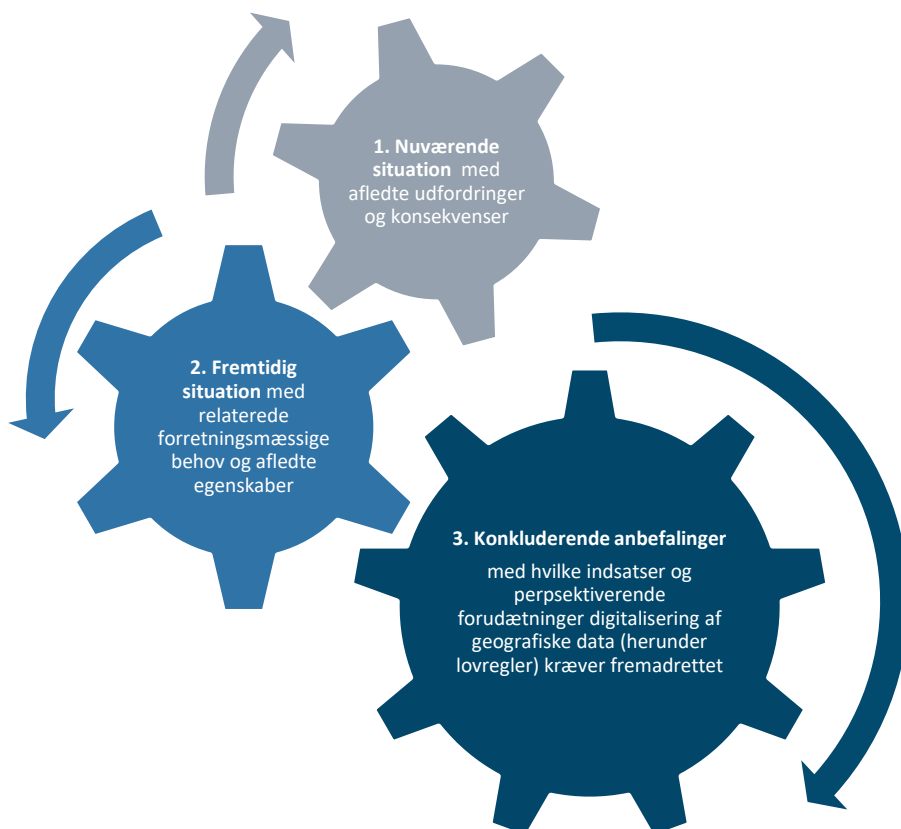 1. Nuværende
situation med
afledte udfordringer
og konsekvenser
2. Fremtidig
situation med
relaterede
forretningsmæssige
behov og afledte
egenskaber
3. Konkluderende anbefalinger
med hvilke indsatser og
perpsektiverende
forudætninger digitalisering af
geografiske data (herunder
lovregler) kræver fremadrettet